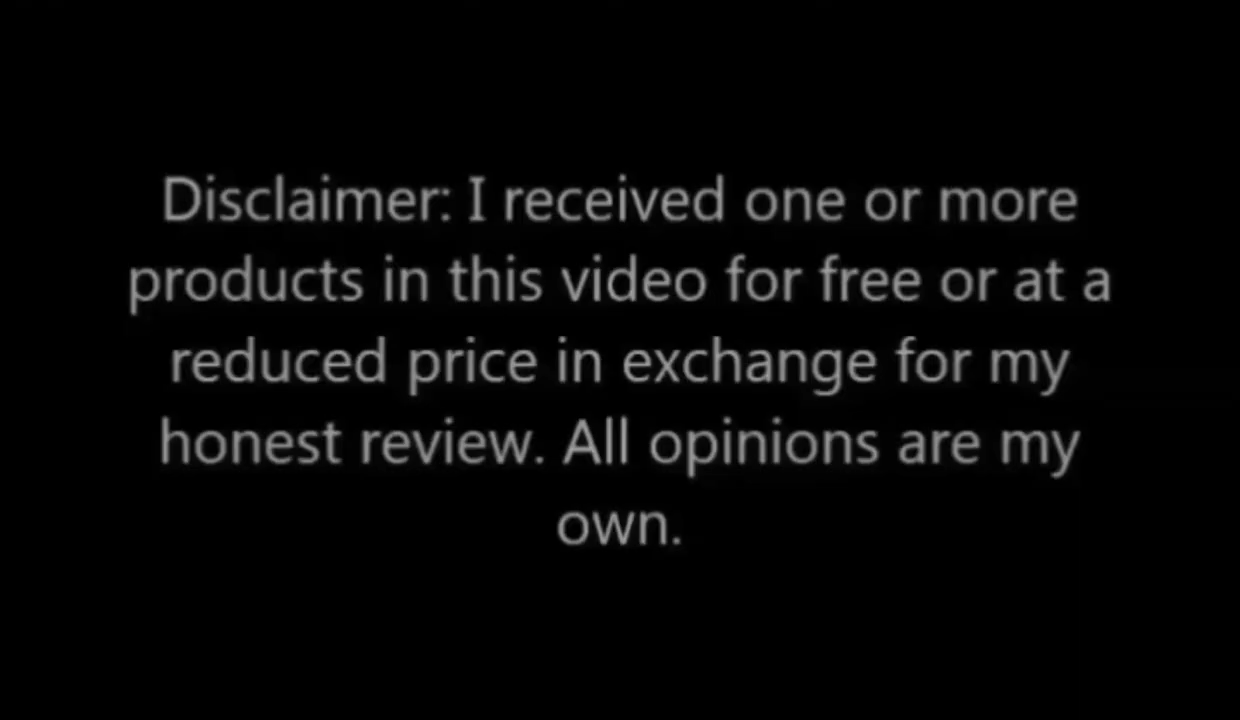 Disclaimer: I received one or more
products in this video for free or at a
reduced price in exchange for my
honest review. All opinions are my
own.